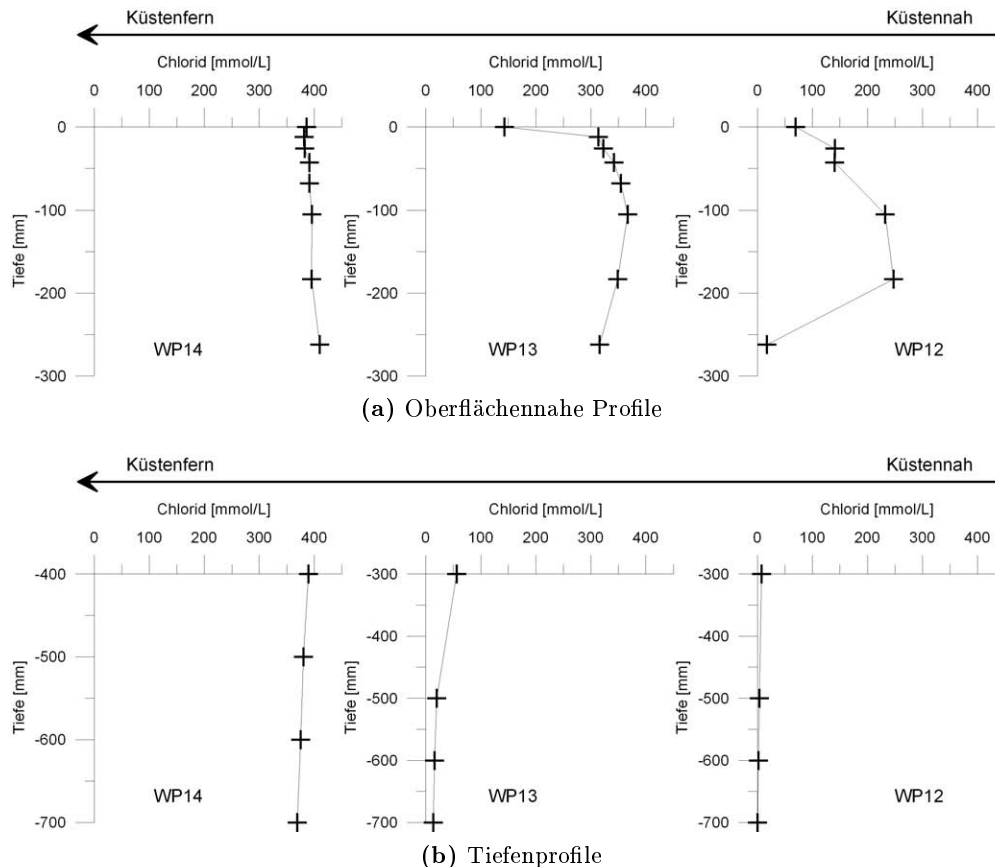 Küstenfern Küstennah
Chlorid [mmol/L] Chlorid [mmol/L] Chlorid [mmol/L]
0 100 200 300 400 0 100 200 300 400 0 100 200 300 400
0 0 0
-100 -100 -100
Tiefe [mm] Tiefe [mm] Tiefe [mm]
-200 -200 -200
WP14 WP13 WP12
-300 -300 -300
(a) Oberflächennahe Profile
Küstenfern Küstennah
Chlorid [mmol/L] Chlorid [mmol/L] Chlorid [mmol/L]
0 100 200 300 400 0 100 200 300 400 0 100 200 300 400
-400 -300 -300
-400 -400
-500 -500 -500
Tiefe [mm] Tiefe [mm] Tiefe [mm]
-600 -600 -600
WP14 WP13 WP12
-700 -700 -700
(b) Tiefenprofile